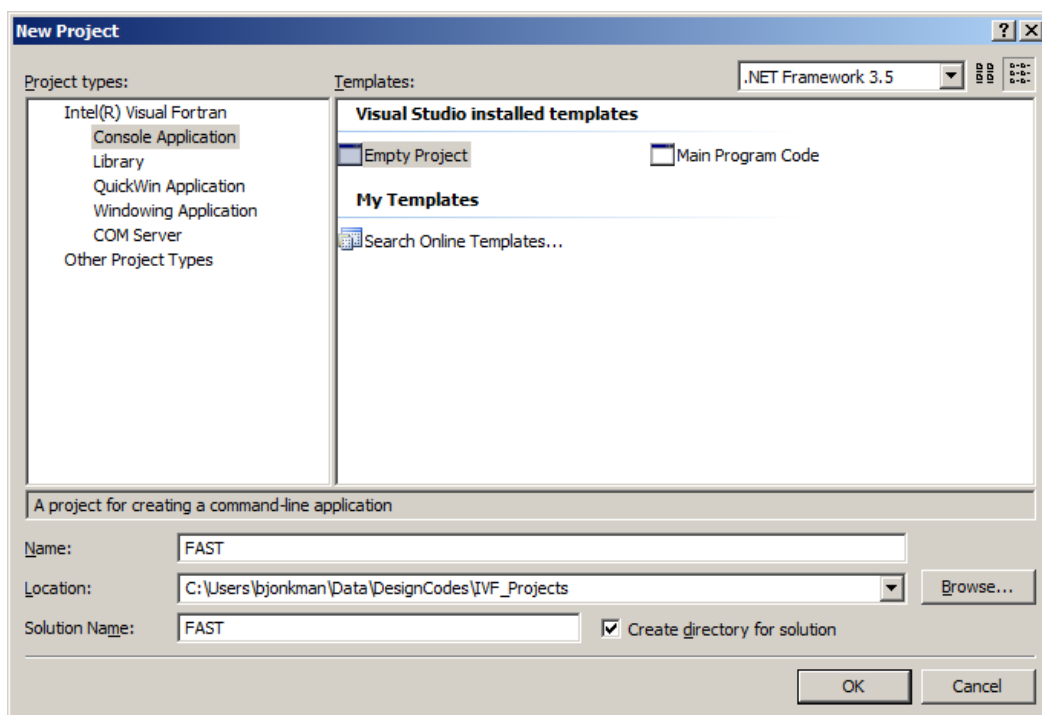 New Project
Project types:
Templates:
.NET Framework 3.5
Intel(R) Visual Fortran
Console Application
Library
QuickWin Application
Windowing Application
COM Server
Other Project Types
Visual Studio installed templates
Empty Project
Main Program Code
My Templates
Search Online Templates...
A project for creating a command-line application
Name:
FAST
Location:
C:\Users\bjonkman\Data\DesignCodes\IVF_Projects
Browse...
Solution Name:
FAST
Create directory for solution
OK
Cancel